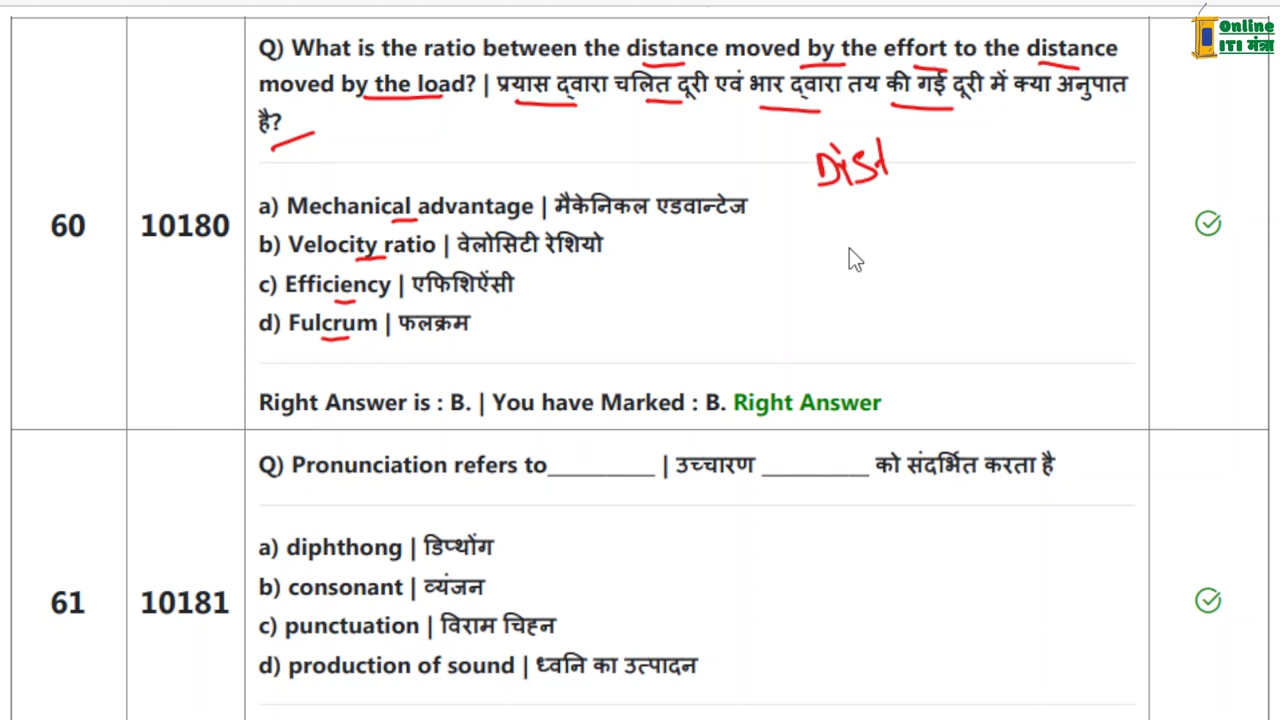 Online
ITI मंत्रा
Q) What is the ratio between the distance moved by the effort to the distance
moved by the load? | प्रयास द्वारा चलित दूरी एवं भार द्वारा तय की गई दूरी में क्या अनुपात
है?
Dist
60
10180
a) Mechanical advantage | मैकेनिकल एडवान्टेज
b) Velocity ratio | वेलोसिटी रेशियो
c) Efficiency | एफिशिऐंसी
d) Fulcrum | फलक्रम
Right Answer is : B. | You have Marked : B. Right Answer
Q) Pronunciation refers to__________ | उच्चारण __________ को संदर्भित करता है
61
10181
a) diphthong | डिप्थोंग
b) consonant | व्यंजन
c) punctuation | विराम चिह्न
d) production of sound | ध्वनि का उत्पादन